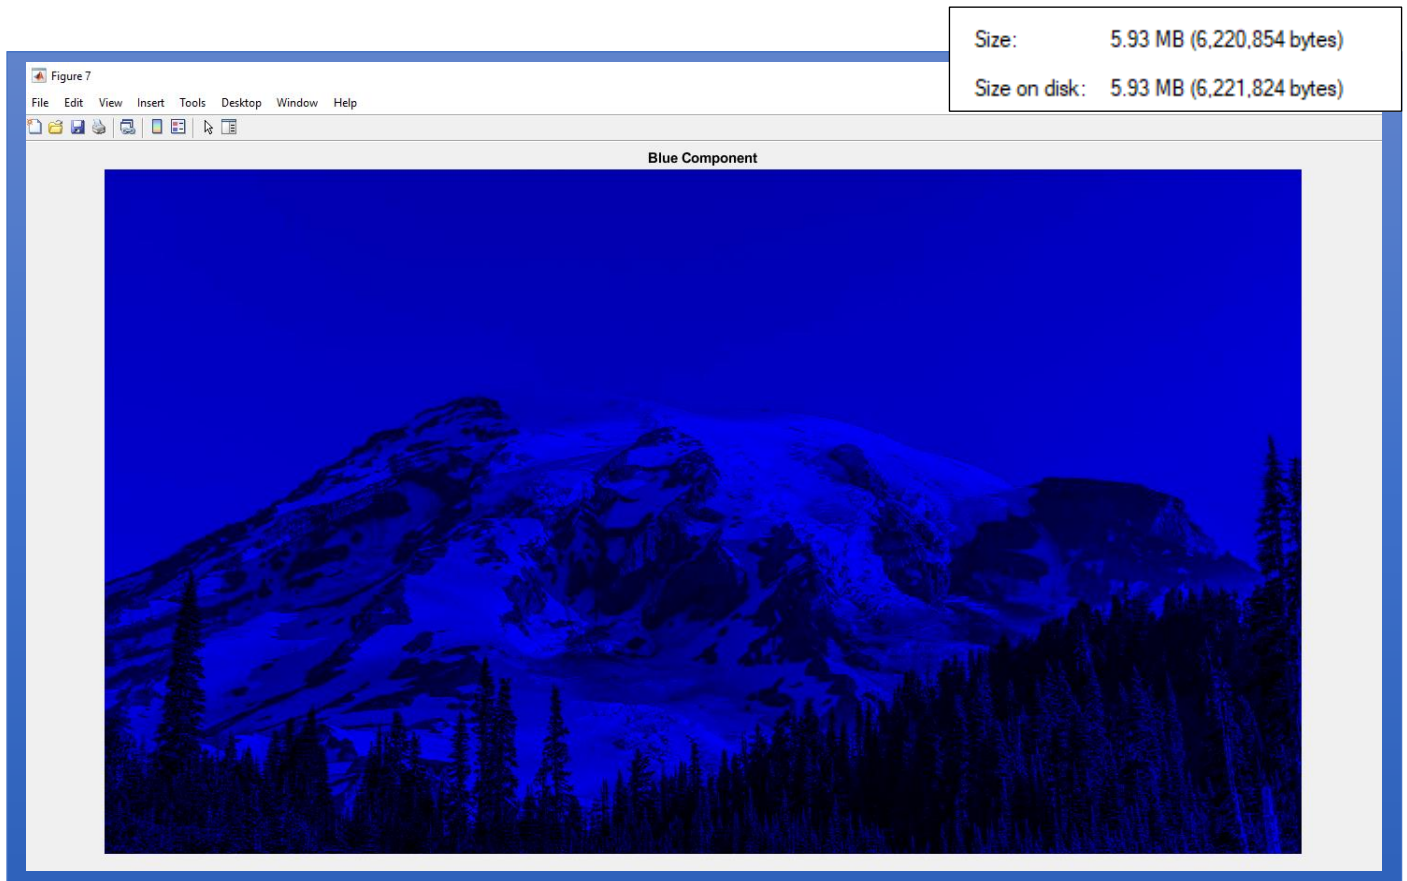 Size: 5.93 MB (6,220,854 bytes)
Size on disk: 5.93 MB (6,221,824 bytes)
Figure 7
File Edit View Insert Tools Desktop Window Help
Blue Component